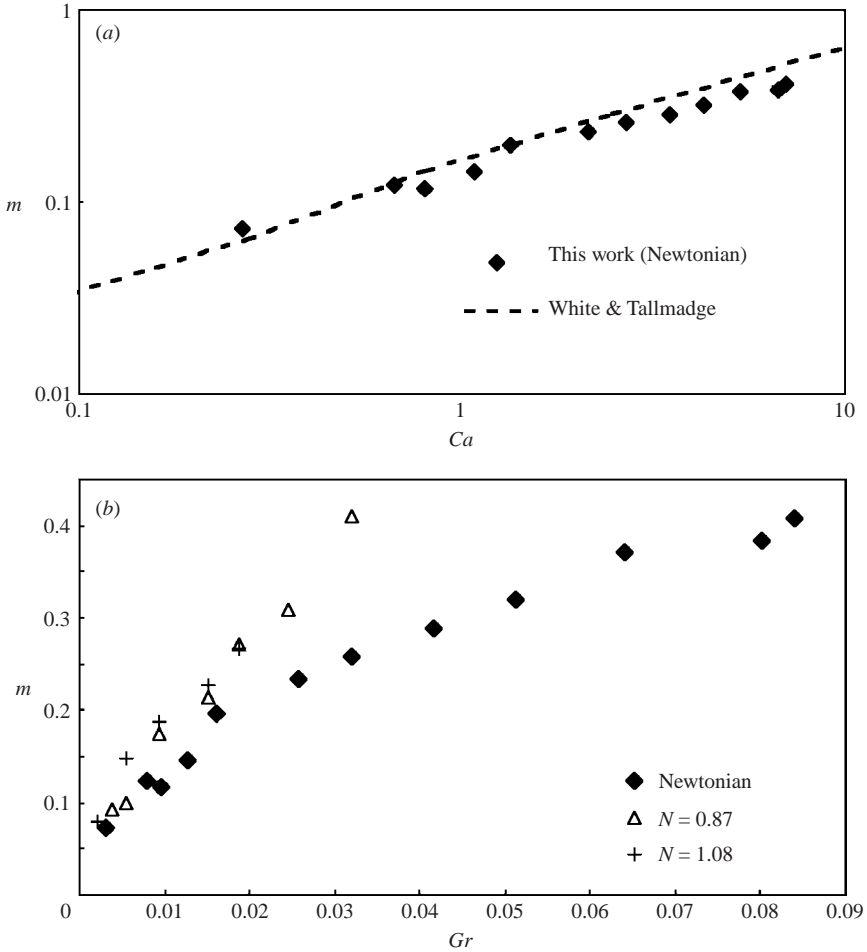 1
(a)
m
0.1
This work (Newtonian)
White & Tallmadge
0.01
0.1
1
10
Ca
(b)
0.4
0.3
m
0.2
Newtonian
N = 0.87
0.1
N = 1.08
0
0.01
0.02
0.03
0.04
0.05
0.06
0.07
0.08
0.09
Gr